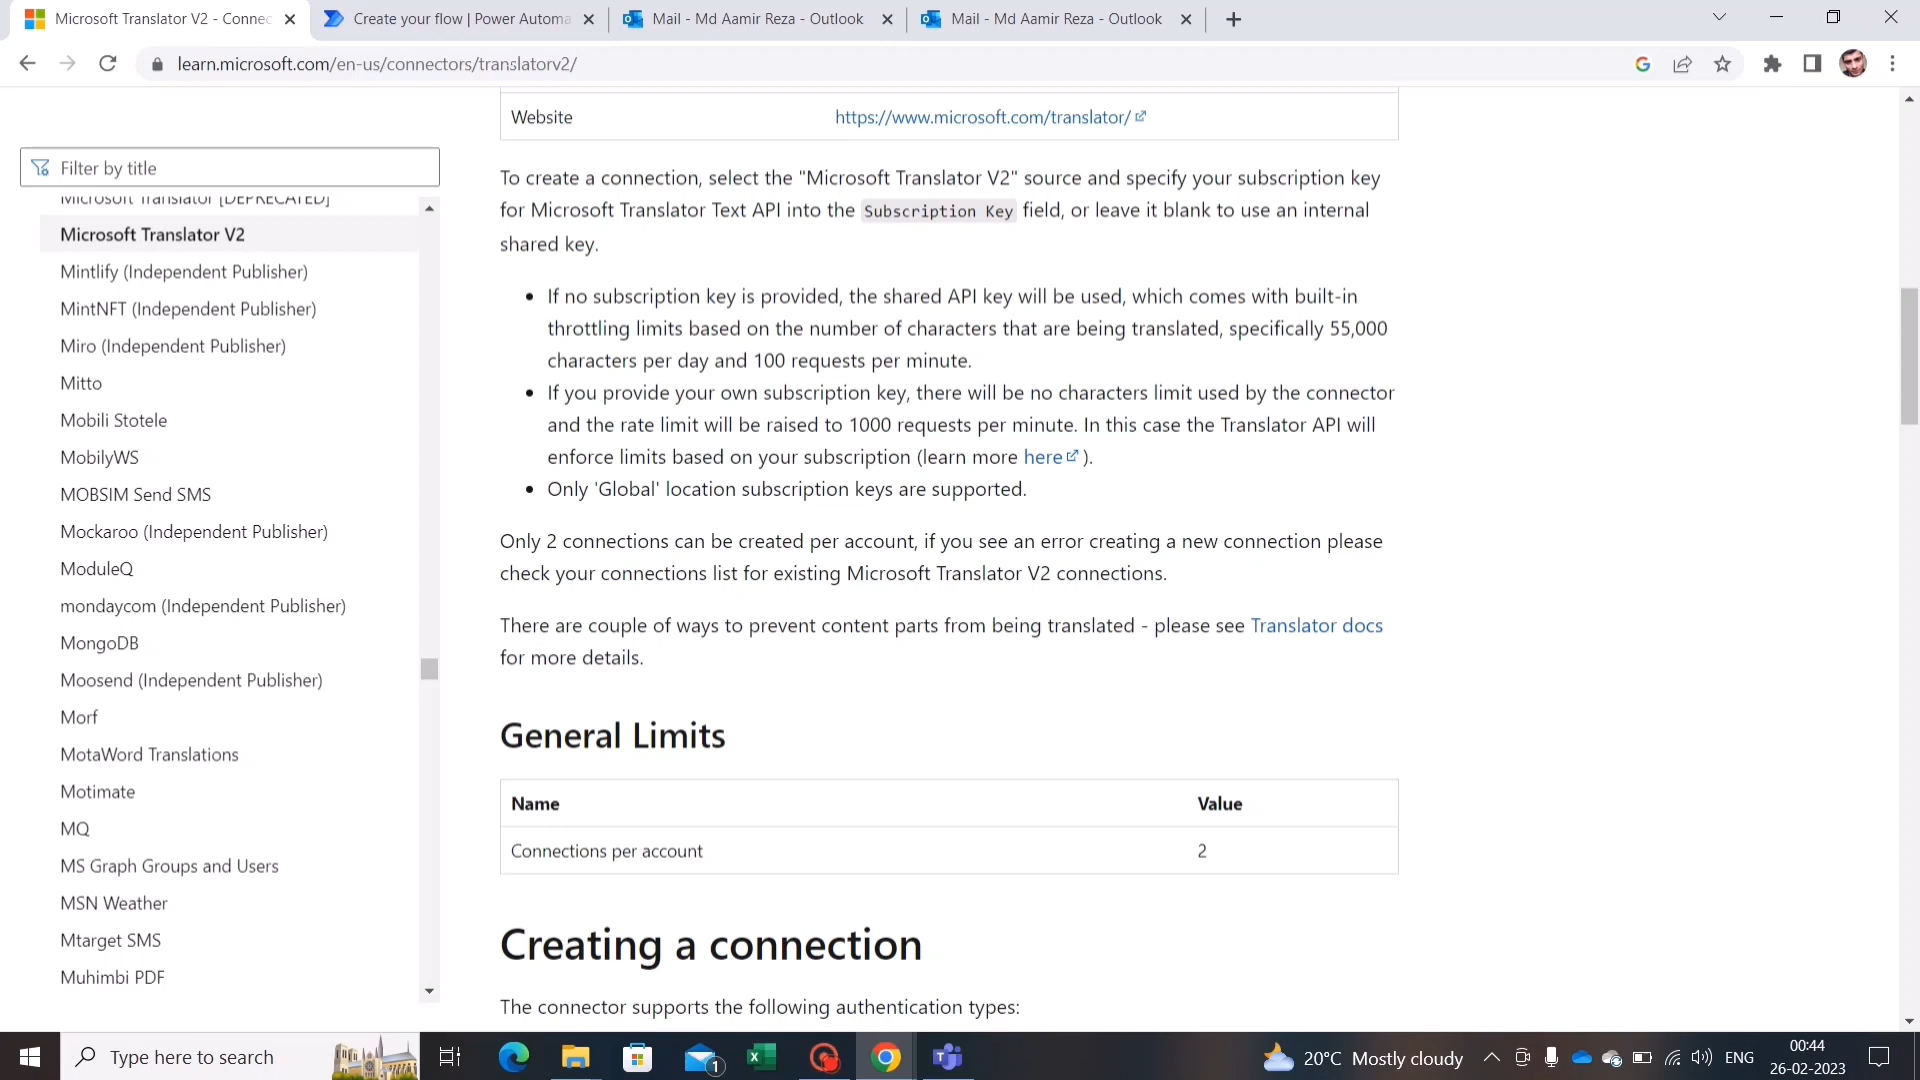 Microsoft Translator V2 - Connec
Create your flow | Power Automa
Mail - Md Aamir Reza - Outlook
Mail - Md Aamir Reza - Outlook
learn.microsoft.com/en-us/connectors/translatorv2/
Filter by title
Microsoft Translator [DEPRECATED]
Microsoft Translator V2
Mintlify (Independent Publisher)
MintNFT (Independent Publisher)
Miro (Independent Publisher)
Mitto
Mobili Stotele
MobilyWS
MOBSIM Send SMS
Mockaroo (Independent Publisher)
ModuleQ
mondaycom (Independent Publisher)
MongoDB
Moosend (Independent Publisher)
Morf
MotaWord Translations
Motimate
MQ
MS Graph Groups and Users
MSN Weather
Mtarget SMS
Muhimbi PDF
Website https://www.microsoft.com/translator/
To create a connection, select the "Microsoft Translator V2" source and specify your subscription key
for Microsoft Translator Text API into the Subscription Key field, or leave it blank to use an internal
shared key.
• If no subscription key is provided, the shared API key will be used, which comes with built-in
throttling limits based on the number of characters that are being translated, specifically 55,000
characters per day and 100 requests per minute.
• If you provide your own subscription key, there will be no characters limit used by the connector
and the rate limit will be raised to 1000 requests per minute. In this case the Translator API will
enforce limits based on your subscription (learn more here ).
• Only 'Global' location subscription keys are supported.
Only 2 connections can be created per account, if you see an error creating a new connection please
check your connections list for existing Microsoft Translator V2 connections.
There are couple of ways to prevent content parts from being translated - please see Translator docs
for more details.
General Limits
Name Value
Connections per account 2
Creating a connection
The connector supports the following authentication types:
Type here to search
1
20°C Mostly cloudy
ENG
00:44
26-02-2023